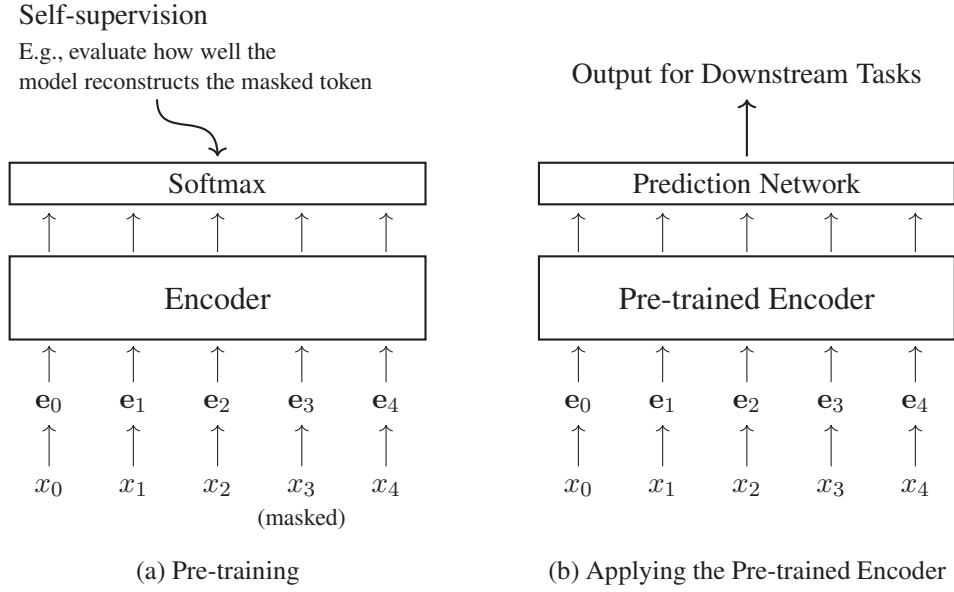 Self-supervision
E.g., evaluate how well the
model reconstructs the masked token
Softmax
Encoder
e₀ e₁ e₂ e₃ e₄
x₀ x₁ x₂ x₃ x₄
(masked)
(a) Pre-training
Output for Downstream Tasks
Prediction Network
Pre-trained Encoder
e₀ e₁ e₂ e₃ e₄
x₀ x₁ x₂ x₃ x₄
(b) Applying the Pre-trained Encoder